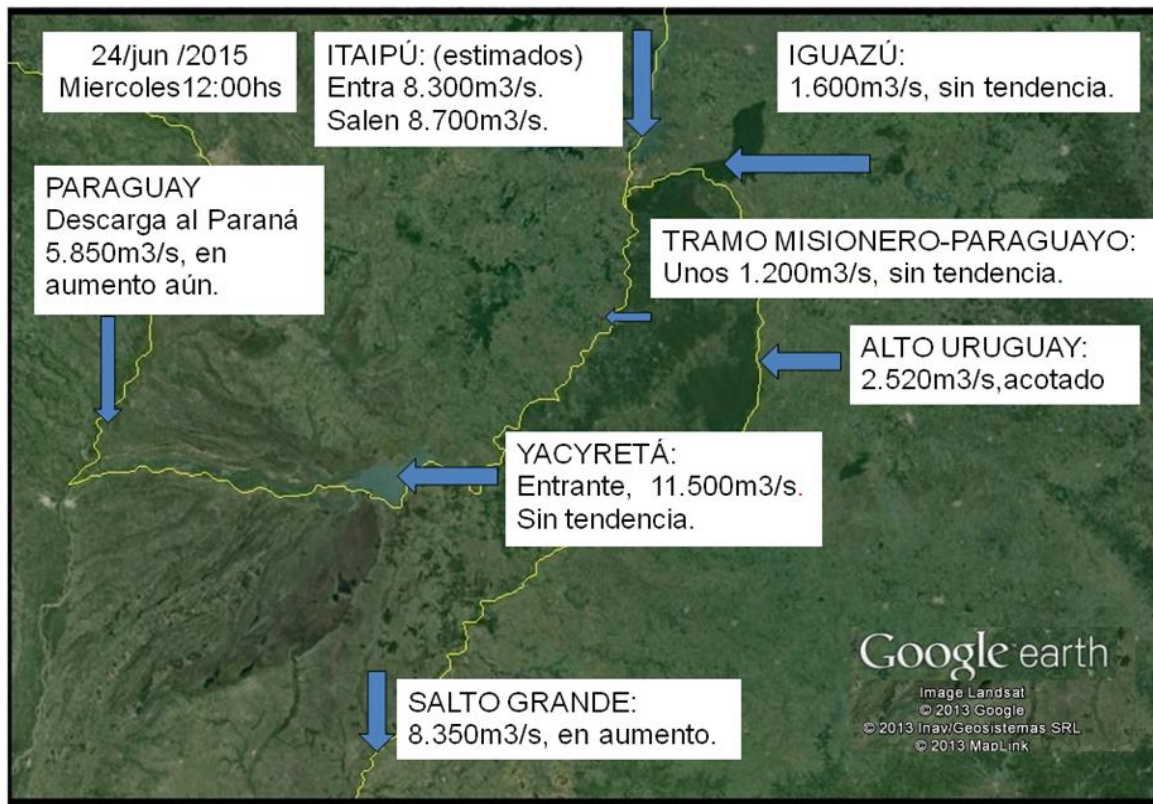 24/jun /2015
Miercoles12:00hs
ITAIPÚ: (estimados)
Entra 8.300m3/s.
Salen 8.700m3/s.
IGUAZÚ:
1.600m3/s, sin tendencia.
PARAGUAY
Descarga al Paraná
5.850m3/s, en
aumento aún.
TRAMO MISIONERO-PARAGUAYO:
Unos 1.200m3/s, sin tendencia.
ALTO URUGUAY:
2.520m3/s,acotado
YACYRETÁ:
Entrante, 11.500m3/s.
Sin tendencia.
SALTO GRANDE:
8.350m3/s, en aumento.
Google earth
Image Landsat
© 2013 Google
© 2013 Inav/Geosistemas SRL
© 2013 MapLink